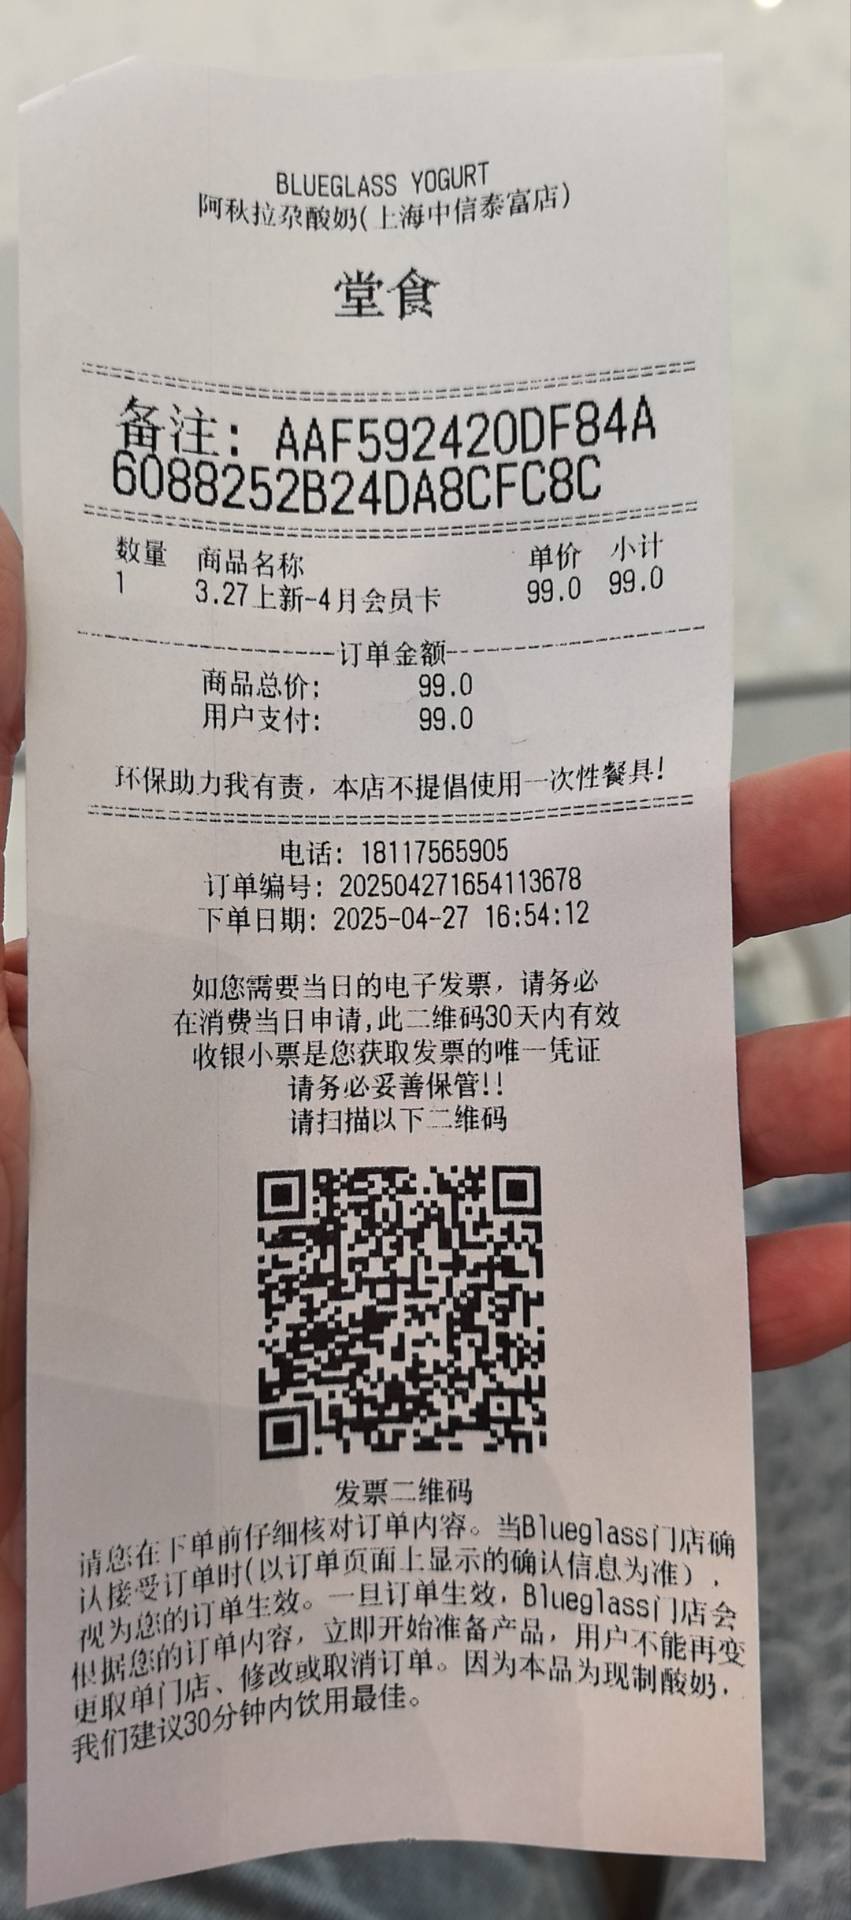 BLUEGLASS YOGURT
阿秋拉尕酸奶(上海中信泰富店)
堂食
备注: AAF592420DF84A
6088252B24DA8CFC8C
数量 商品名称 单价 小计
1 3.27上新-4月会员卡 99.0 99.0
订单金额
商品总价: 99.0
用户支付: 99.0
环保助力我有责，本店不提倡使用一次性餐具!
电话: 18117565905
订单编号: 202504271654113678
下单日期: 2025-04-27 16:54:12
如您需要当日的电子发票，请务必
在消费当日申请,此二维码30天内有效
收银小票是您获取发票的唯一凭证
请务必妥善保管!!
请扫描以下二维码
发票二维码
请您在下单前仔细核对订单内容。当Blueglass门店确
认接受订单时(以订单页面上显示的确认信息为准)，
视为您的订单生效。一旦订单生效，Blueglass门店会
根据您的订单内容，立即开始准备产品，用户不能再变
更取单门店、修改或取消订单。因为本品为现制酸奶，
我们建议30分钟内饮用最佳。